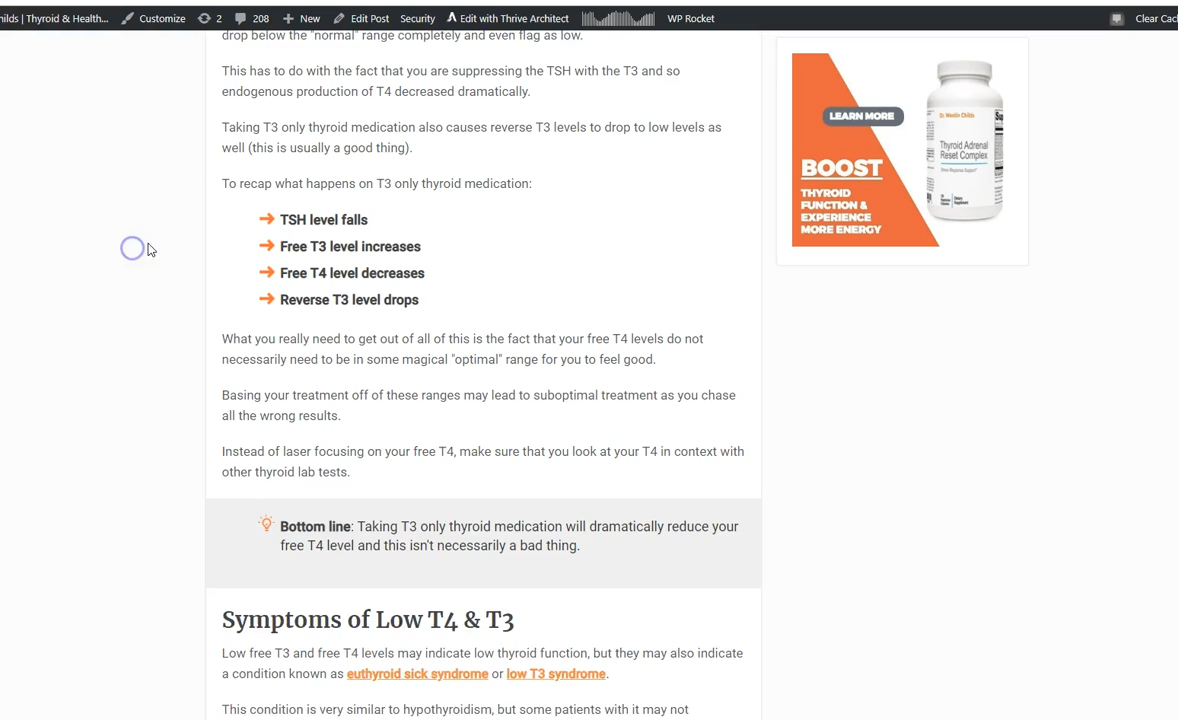 hilds | Thyroid & Health... Customize 2 208 New Edit Post Security Edit with Thrive Architect WP Rocket Clear Cac
drop below the "normal" range completely and even flag as low.
This has to do with the fact that you are suppressing the TSH with the T3 and so
endogenous production of T4 decreased dramatically.
Taking T3 only thyroid medication also causes reverse T3 levels to drop to low levels as
well (this is usually a good thing).
To recap what happens on T3 only thyroid medication:
TSH level falls
Free T3 level increases
Free T4 level decreases
Reverse T3 level drops
What you really need to get out of all of this is the fact that your free T4 levels do not
necessarily need to be in some magical "optimal" range for you to feel good.
Basing your treatment off of these ranges may lead to suboptimal treatment as you chase
all the wrong results.
Instead of laser focusing on your free T4, make sure that you look at your T4 in context with
other thyroid lab tests.
Bottom line: Taking T3 only thyroid medication will dramatically reduce your
free T4 level and this isn't necessarily a bad thing.
Symptoms of Low T4 & T3
Low free T3 and free T4 levels may indicate low thyroid function, but they may also indicate
a condition known as euthyroid sick syndrome or low T3 syndrome.
This condition is very similar to hypothyroidism, but some patients with it may not
LEARN MORE
BOOST
THYROID
FUNCTION &
EXPERIENCE
MORE ENERGY
Dr. Westin Childs
Thyroid Adrenal
Reset Complex